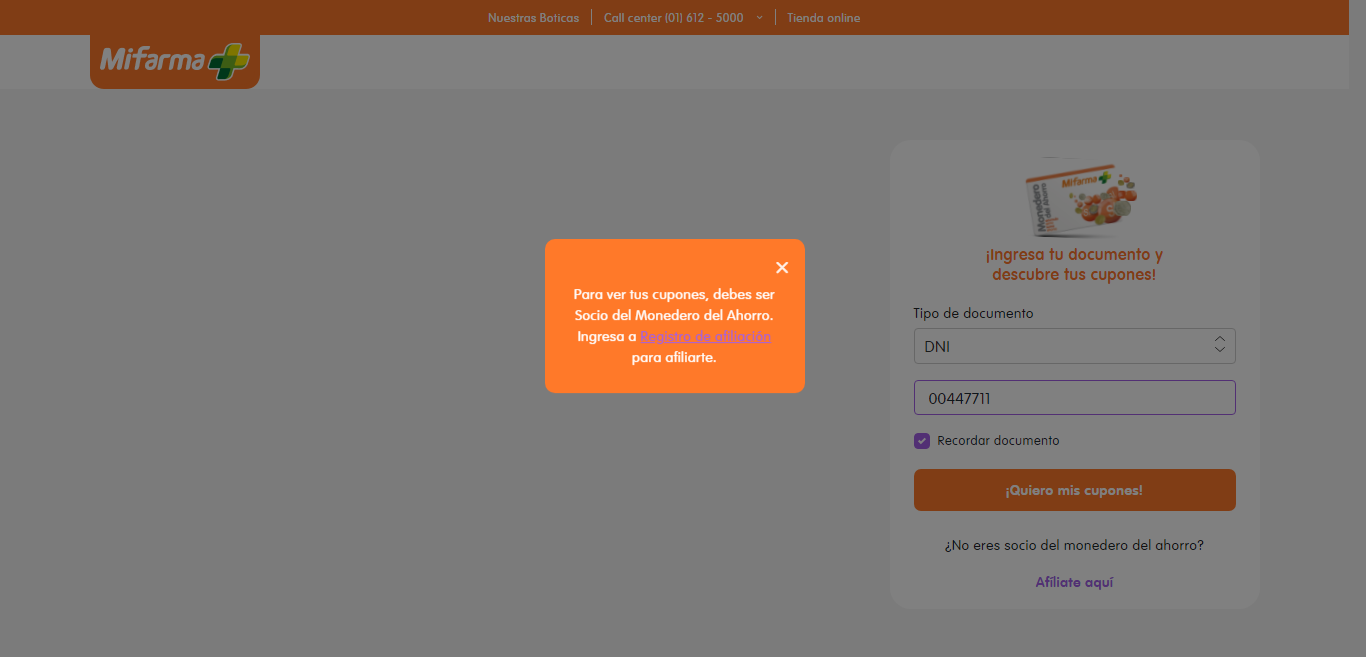 Nuestras Boticas
Call center (01) 612 - 5000
Tienda online
Mifarma
Mifarma
Monedero
del Ahorro
¡Ingresa tu documento y
descubre tus cupones!
Tipo de documento
DNI
00447711
Recordar documento
¡Quiero mis cupones!
¿No eres socio del monedero del ahorro?
Afíliate aquí
Para ver tus cupones, debes ser
Socio del Monedero del Ahorro.
Ingresa a Registro de afiliación
para afiliarte.